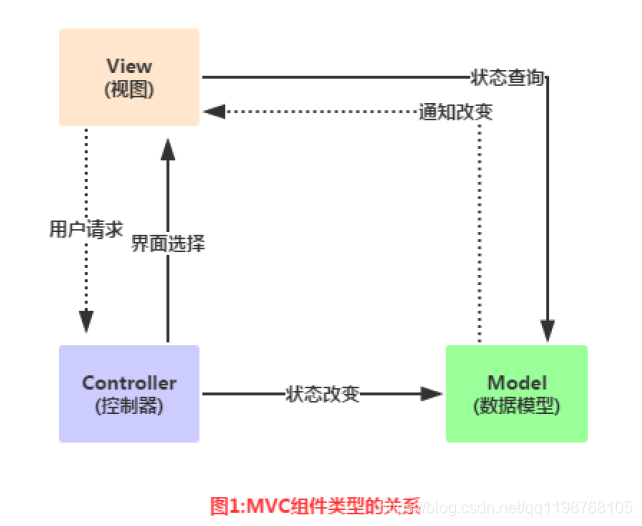 View
(视图)
状态查询
通知改变
用户请求
界面选择
Controller
(控制器)
状态改变
Model
(数据模型)
图1:MVC组件类型的关系
/blog.csdn.net/qq1198768105